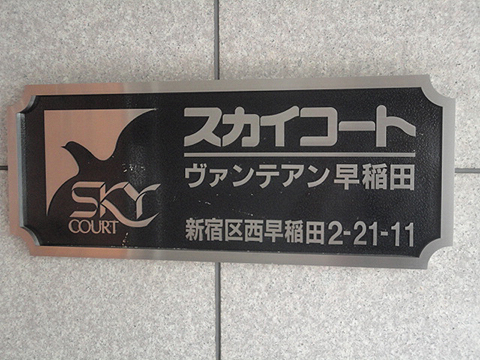 SKY
COURT
スカイコート
ヴァンテアン早稲田
新宿区西早稲田2-21-11